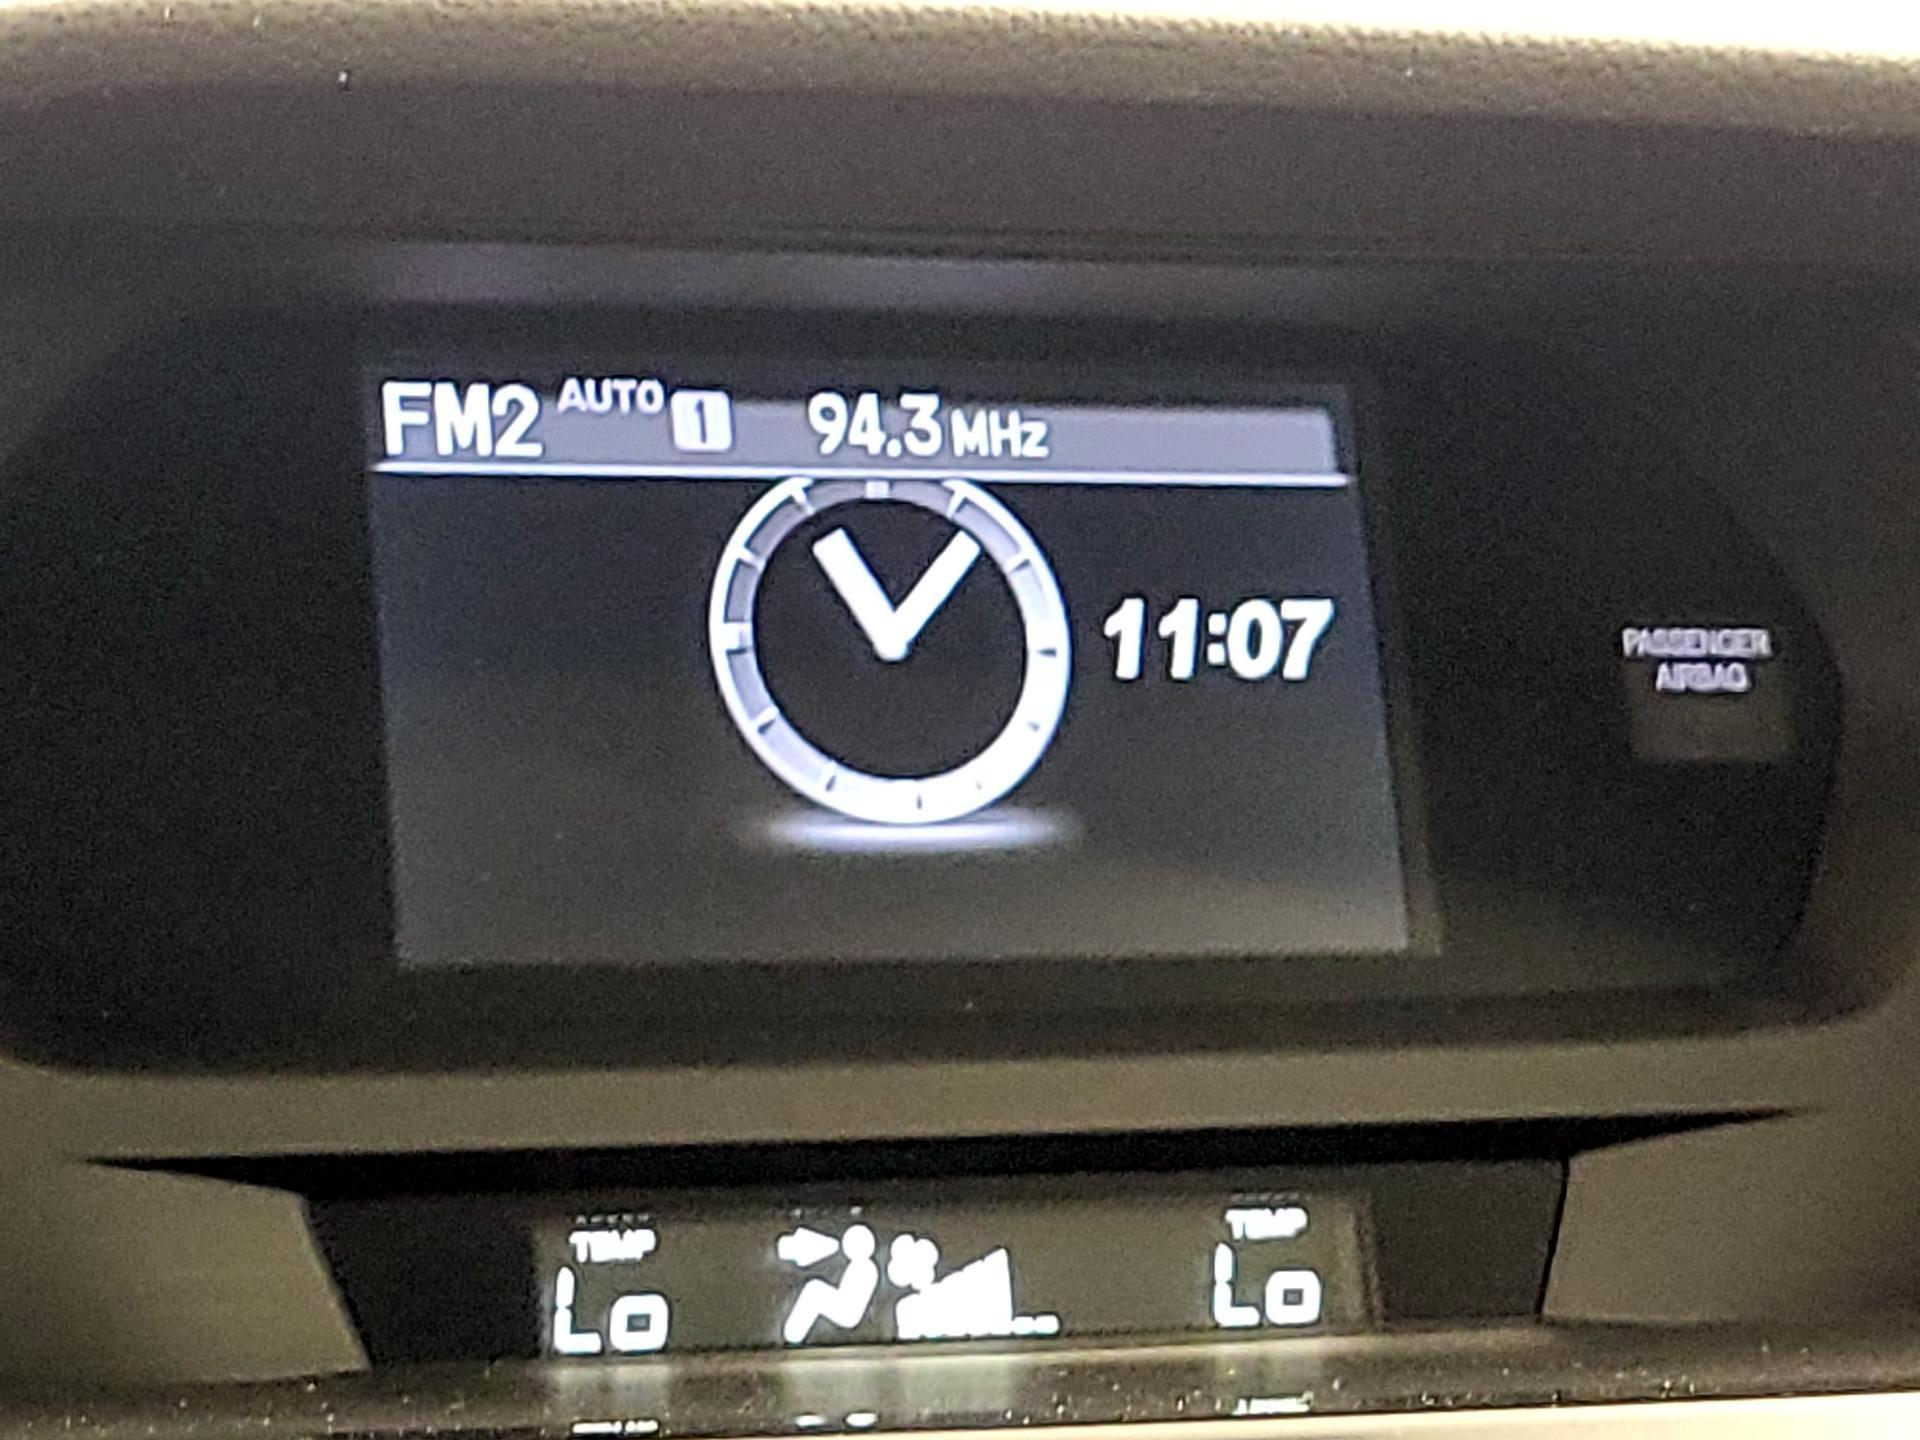 FM2 AUTO 1 94.3 MHz
11:07
PASSENGER
AIRBAG
TEMP TEMP
Lo Lo